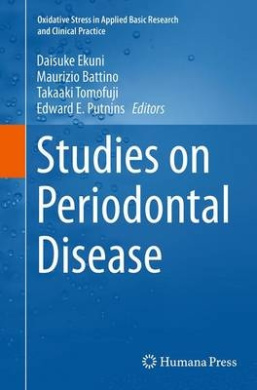 Oxidative Stress in Applied Basic Research
and Clinical Practice
Daisuke Ekuni
Maurizio Battino
Takaaki Tomofuji
Edward E. Putnins Editors
Studies on
Periodontal
Disease
Humana Press